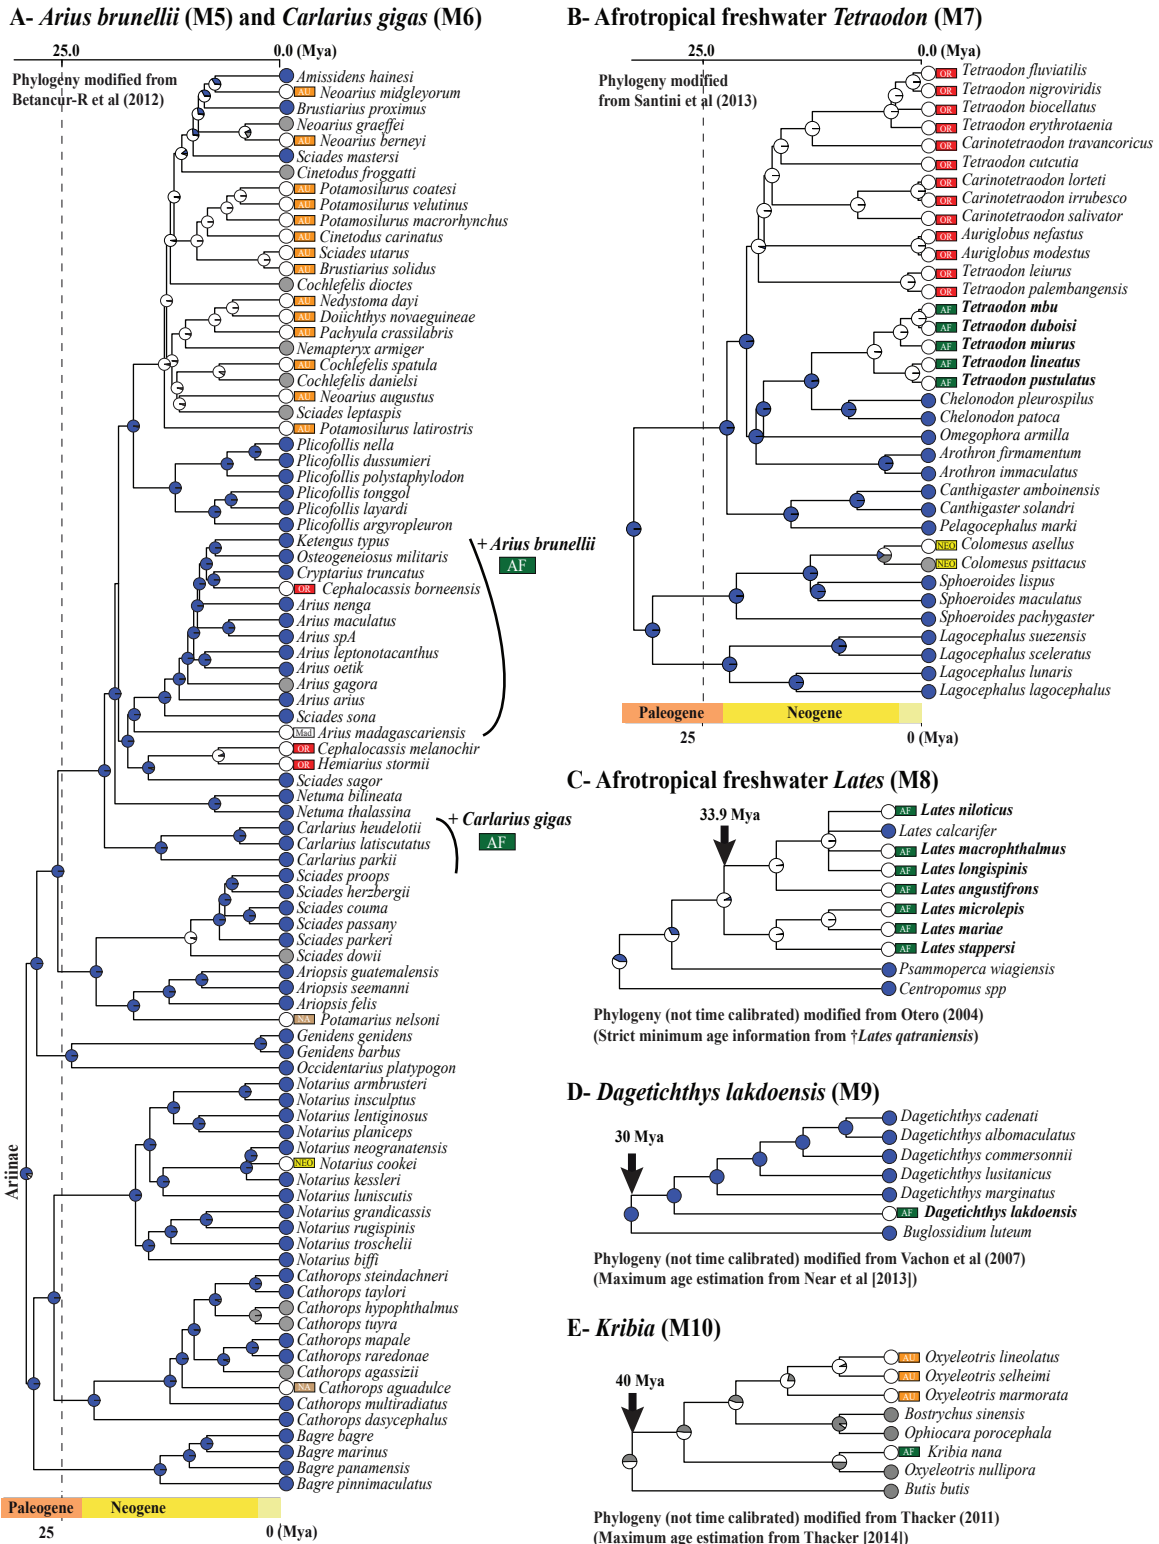 A- Arius brunellii (M5) and Carlarius gigas (M6)
25.0 0.0 (Mya)
Phylogeny modified from
Betancur-R et al (2012)
Amissidens hainesi
AU Neoarius midgleyorum
Brustiarius proximus
Neoarius graeffei
AU Neoarius berneyi
Sciades mastersi
Cinetodus froggatti
AU Potamosilurus coatesi
AU Potamosilurus velutinus
AU Potamosilurus macrorhynchus
AU Cinetodus carinatus
AU Sciades utarus
AU Brustiarius solidus
Cochlefelis dioctes
AU Nedystoma dayi
AU Doiichthys novaeguineae
AU Pachyula crassilabris
Nemapteryx armiger
AU Cochlefelis spatula
Cochlefelis danielsi
AU Neoarius augustus
Sciades leptaspis
AU Potamosilurus latirostris
Plicofollis nella
Plicofollis dussumieri
Plicofollis polystaphylodon
Plicofollis tonggol
Plicofollis layardi
Plicofollis argyropleuron
Ketengus typus
Osteogeneiosus militaris
Cryptarius truncatus
OR Cephalocassis borneensis
Arius nenga
Arius maculatus
Arius spA
Arius leptonotacanthus
Arius oetik
Arius gagora
Arius arius
Sciades sona
Mad Arius madagascariensis
OR Cephalocassis melanochir
OR Hemiarius stormii
Sciades sagor
Netuma bilineata
Netuma thalassina
Carlarius heudelotii
Carlarius latiscutatus
Carlarius parkii
Sciades proops
Sciades herzbergii
Sciades couma
Sciades passany
Sciades parkeri
Sciades dowii
Ariopsis guatemalensis
Ariopsis seemanni
Ariopsis felis
NA Potamarius nelsoni
Genidens genidens
Genidens barbus
Occidentarius platypogon
Notarius armbrusteri
Notarius insculptus
Notarius lentiginosus
Notarius planiceps
Notarius neogranatensis
NEO Notarius cookei
Notarius kessleri
Notarius luniscutis
Notarius grandicassis
Notarius rugispinis
Notarius troschelii
Notarius biffi
Cathorops steindachneri
Cathorops taylori
Cathorops hypophthalmus
Cathorops tuyra
Cathorops mapale
Cathorops raredonae
Cathorops agassizii
NA Cathorops aguadulce
Cathorops multiradiatus
Cathorops dasycephalus
Bagre bagre
Bagre marinus
Bagre panamensis
Bagre pinnimaculatus
+ Arius brunellii
AF
+ Carlarius gigas
AF
Ariinae
Paleogene Neogene
25 0 (Mya)
B- Afrotropical freshwater Tetraodon (M7)
25.0 0.0 (Mya)
Phylogeny modified
from Santini et al (2013)
OR Tetraodon fluviatilis
OR Tetraodon nigroviridis
OR Tetraodon biocellatus
OR Tetraodon erythrotaenia
OR Carinotetraodon travancoricus
OR Tetraodon cutcutia
OR Carinotetraodon lorteti
OR Carinotetraodon irrubesco
OR Carinotetraodon salivator
OR Auriglobus nefastus
OR Auriglobus modestus
OR Tetraodon leiurus
OR Tetraodon palembangensis
AF Tetraodon mbu
AF Tetraodon duboisi
AF Tetraodon miurus
AF Tetraodon lineatus
AF Tetraodon pustulatus
Chelonodon pleurospilus
Chelonodon patoca
Omegophora armilla
Arothron firmamentum
Arothron immaculatus
Canthigaster amboinensis
Canthigaster solandri
Pelagocephalus marki
NEO Colomesus asellus
NEO Colomesus psittacus
Sphoeroides lispus
Sphoeroides maculatus
Sphoeroides pachygaster
Lagocephalus suezensis
Lagocephalus sceleratus
Lagocephalus lunaris
Lagocephalus lagocephalus
Paleogene Neogene
25 0 (Mya)
C- Afrotropical freshwater Lates (M8)
33.9 Mya
AF Lates niloticus
Lates calcarifer
AF Lates macrophthalmus
AF Lates longispinis
AF Lates angustifrons
AF Lates microlepis
AF Lates mariae
AF Lates stappersi
Psammoperca wiagiensis
Centropomus spp
Phylogeny (not time calibrated) modified from Otero (2004)
(Strict minimum age information from †Lates qatraniensis)
D- Dagetichthys lakdoensis (M9)
30 Mya
Dagetichthys cadenati
Dagetichthys albomaculatus
Dagetichthys commersonnii
Dagetichthys lusitanicus
Dagetichthys marginatus
AF Dagetichthys lakdoensis
Buglossidium luteum
Phylogeny (not time calibrated) modified from Vachon et al (2007)
(Maximum age estimation from Near et al [2013])
E- Kribia (M10)
40 Mya
AU Oxyeleotris lineolatus
AU Oxyeleotris selheimi
AU Oxyeleotris marmorata
Bostrychus sinensis
Ophiocara porocephala
AF Kribia nana
Oxyeleotris nullipora
Butis butis
Phylogeny (not time calibrated) modified from Thacker (2011)
(Maximum age estimation from Thacker [2014])